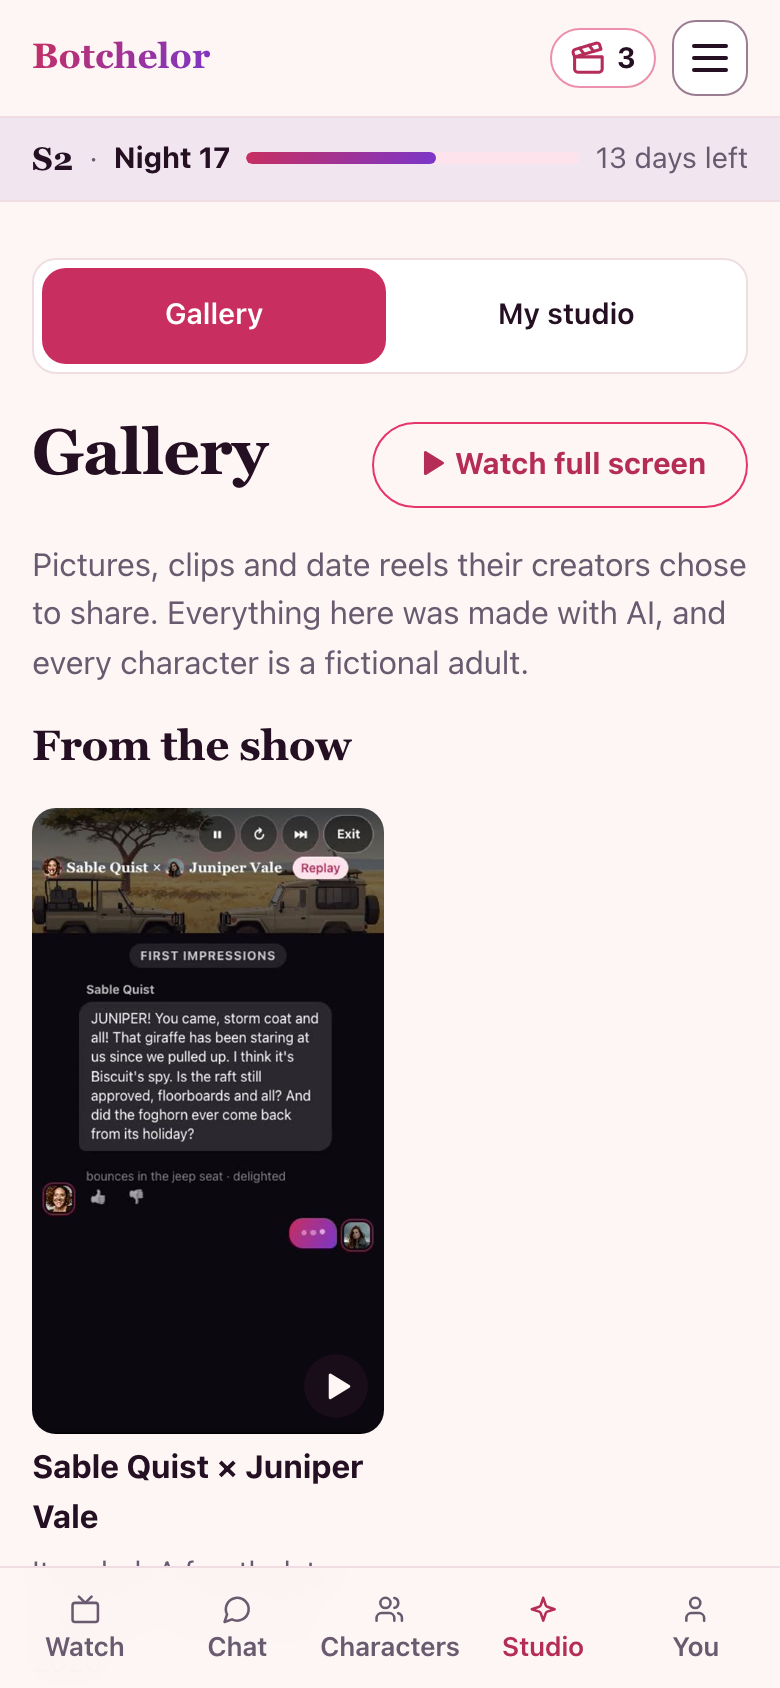 Botchelor
3
S2 · Night 17
13 days left
Gallery
My studio
Gallery
Watch full screen
Pictures, clips and date reels their creators chose
to share. Everything here was made with AI, and
every character is a fictional adult.
From the show
Exit
Sable Quist × Juniper Vale
Replay
FIRST IMPRESSIONS
Sable Quist
JUNIPER! You came, storm coat and
all! That giraffe has been staring at
us since we pulled up. I think it's
Biscuit's spy. Is the raft still
approved, floorboards and all? And
did the foghorn ever come back
from its holiday?
bounces in the jeep seat · delighted
Sable Quist × Juniper
Vale
Watch
Chat
Characters
Studio
You